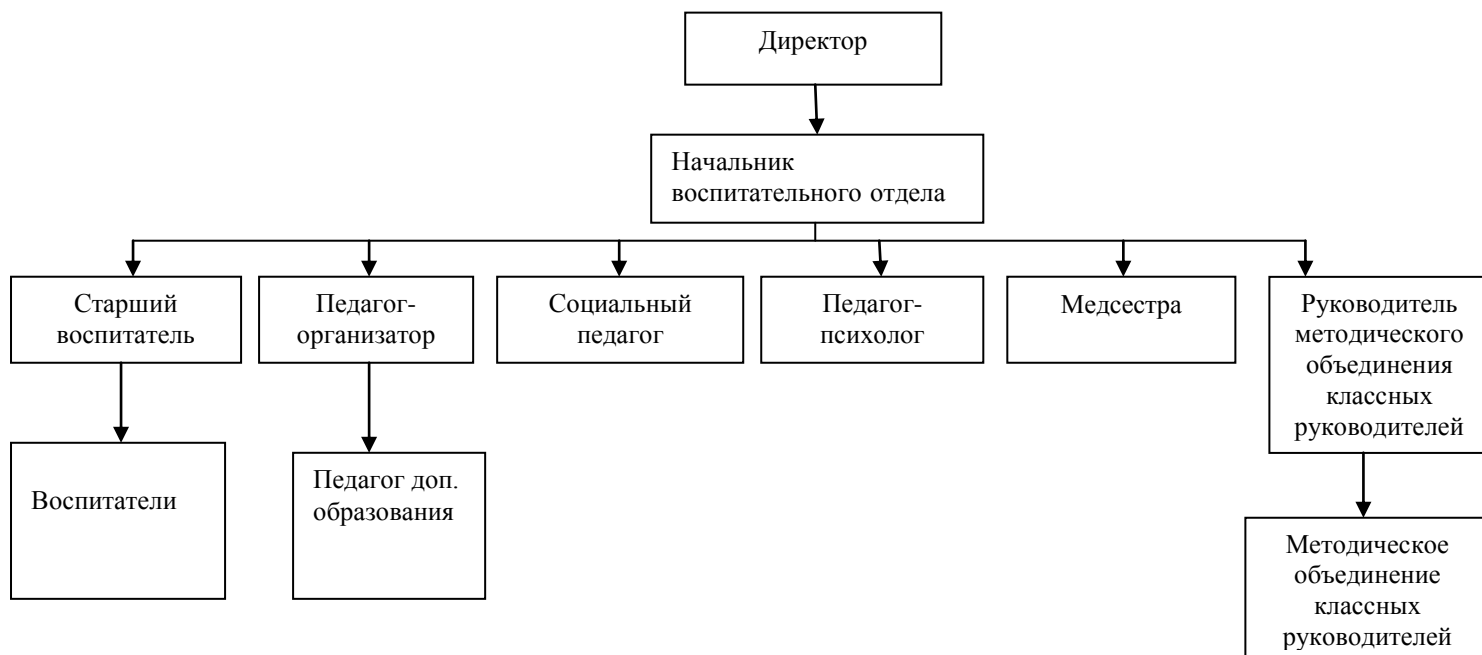 Директор
Начальник
воспитательного отдела
Старший
воспитатель
Педагог-
организатор
Социальный
педагог
Педагог-
психолог
Медсестра
Руководитель
методического
объединения
классных
руководителей
Воспитатели
Педагог доп.
образования
Методическое
объединение
классных
руководителей